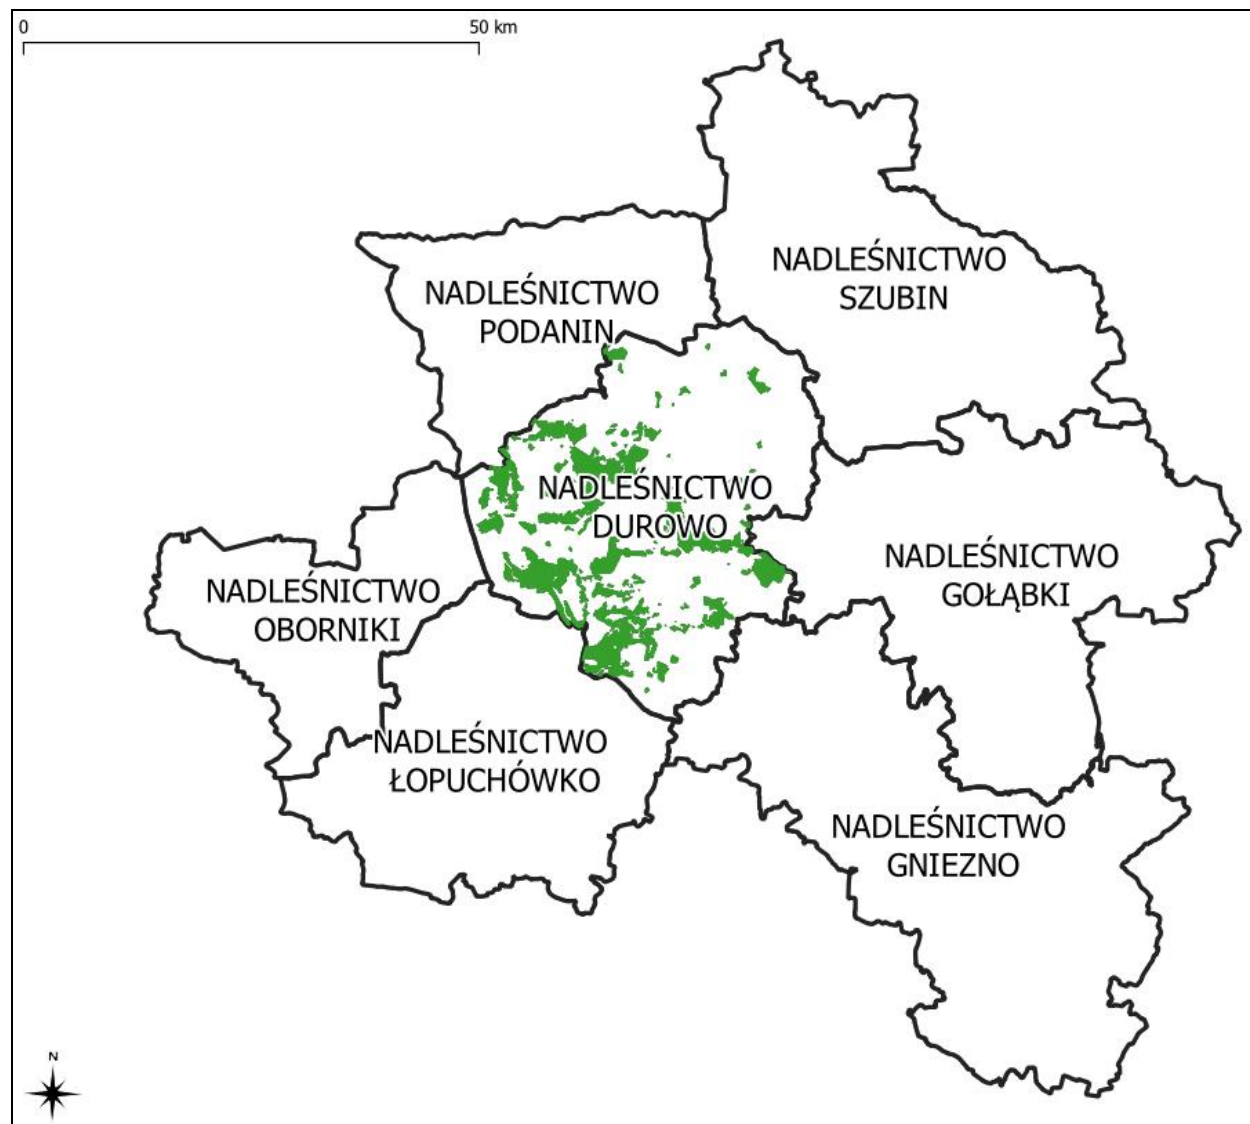 0
50 km
NADLEŚNICTWO
SZUBIN
NADLEŚNICTWO
PODANIN
NADLEŚNICTWO
DUROWO
NADLEŚNICTWO
GOŁĄBKI
NADLEŚNICTWO
OBORNIKI
NADLEŚNICTWO
ŁOPUCHÓWKO
NADLEŚNICTWO
GNIEZNO
N